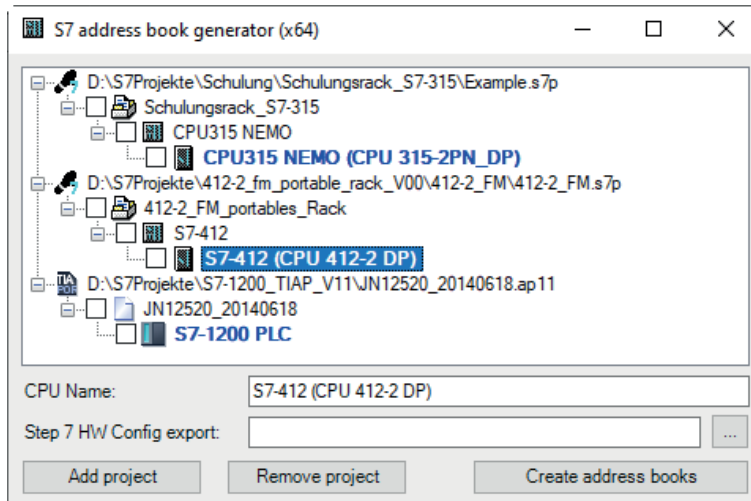 S7 address book generator (x64)
D:\S7Projekte\Schulung\Schulungsrack_S7-315\Example.s7p
Schulungsrack_S7-315
CPU315 NEMO
CPU315 NEMO (CPU 315-2PN_DP)
D:\S7Projekte\412-2_fm_portable_rack_V00\412-2_FM\412-2_FM.s7p
412-2_FM_portables_Rack
S7-412
S7-412 (CPU 412-2 DP)
D:\S7Projekte\S7-1200_TIAP_V11\JN12520_20140618.ap11
JN12520_20140618
S7-1200 PLC
CPU Name: S7-412 (CPU 412-2 DP)
Step 7 HW Config export: ...
Add project Remove project Create address books